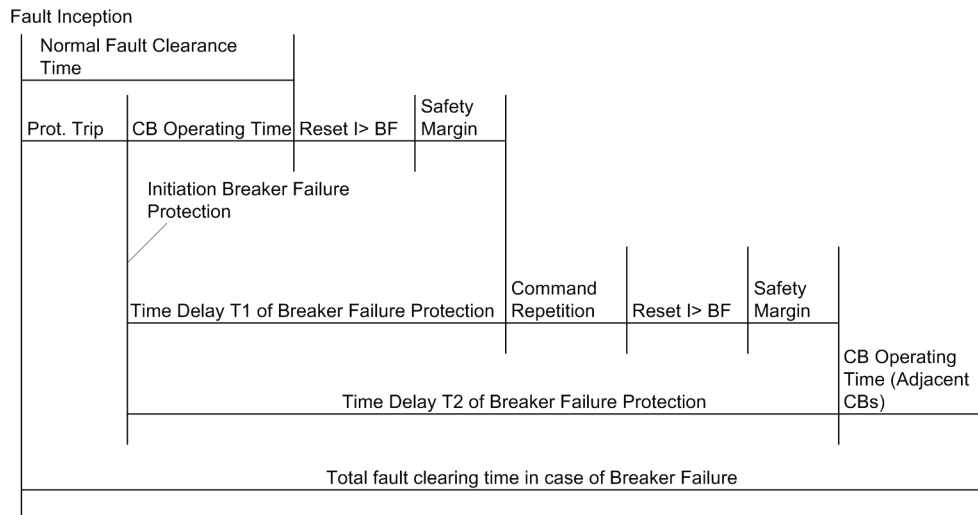 Fault Inception
Normal Fault Clearance
Time
Prot. Trip
CB Operating Time
Reset I> BF
Safety
Margin
Initiation Breaker Failure
Protection
Time Delay T1 of Breaker Failure Protection
Command
Repetition
Reset I> BF
Safety
Margin
CB Operating
Time (Adjacent
CBs)
Time Delay T2 of Breaker Failure Protection
Total fault clearing time in case of Breaker Failure